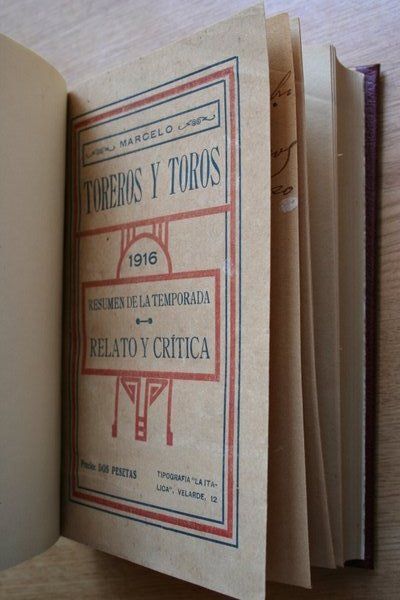 MARCELO
TOREROS Y TOROS
1916
RESUMEN DE LA TEMPORADA
RELATO Y CRÍTICA
Precio: DOS PESETAS
TIPOGRAFÍA "LA ITÁ-
LICA", VELARDE, 12